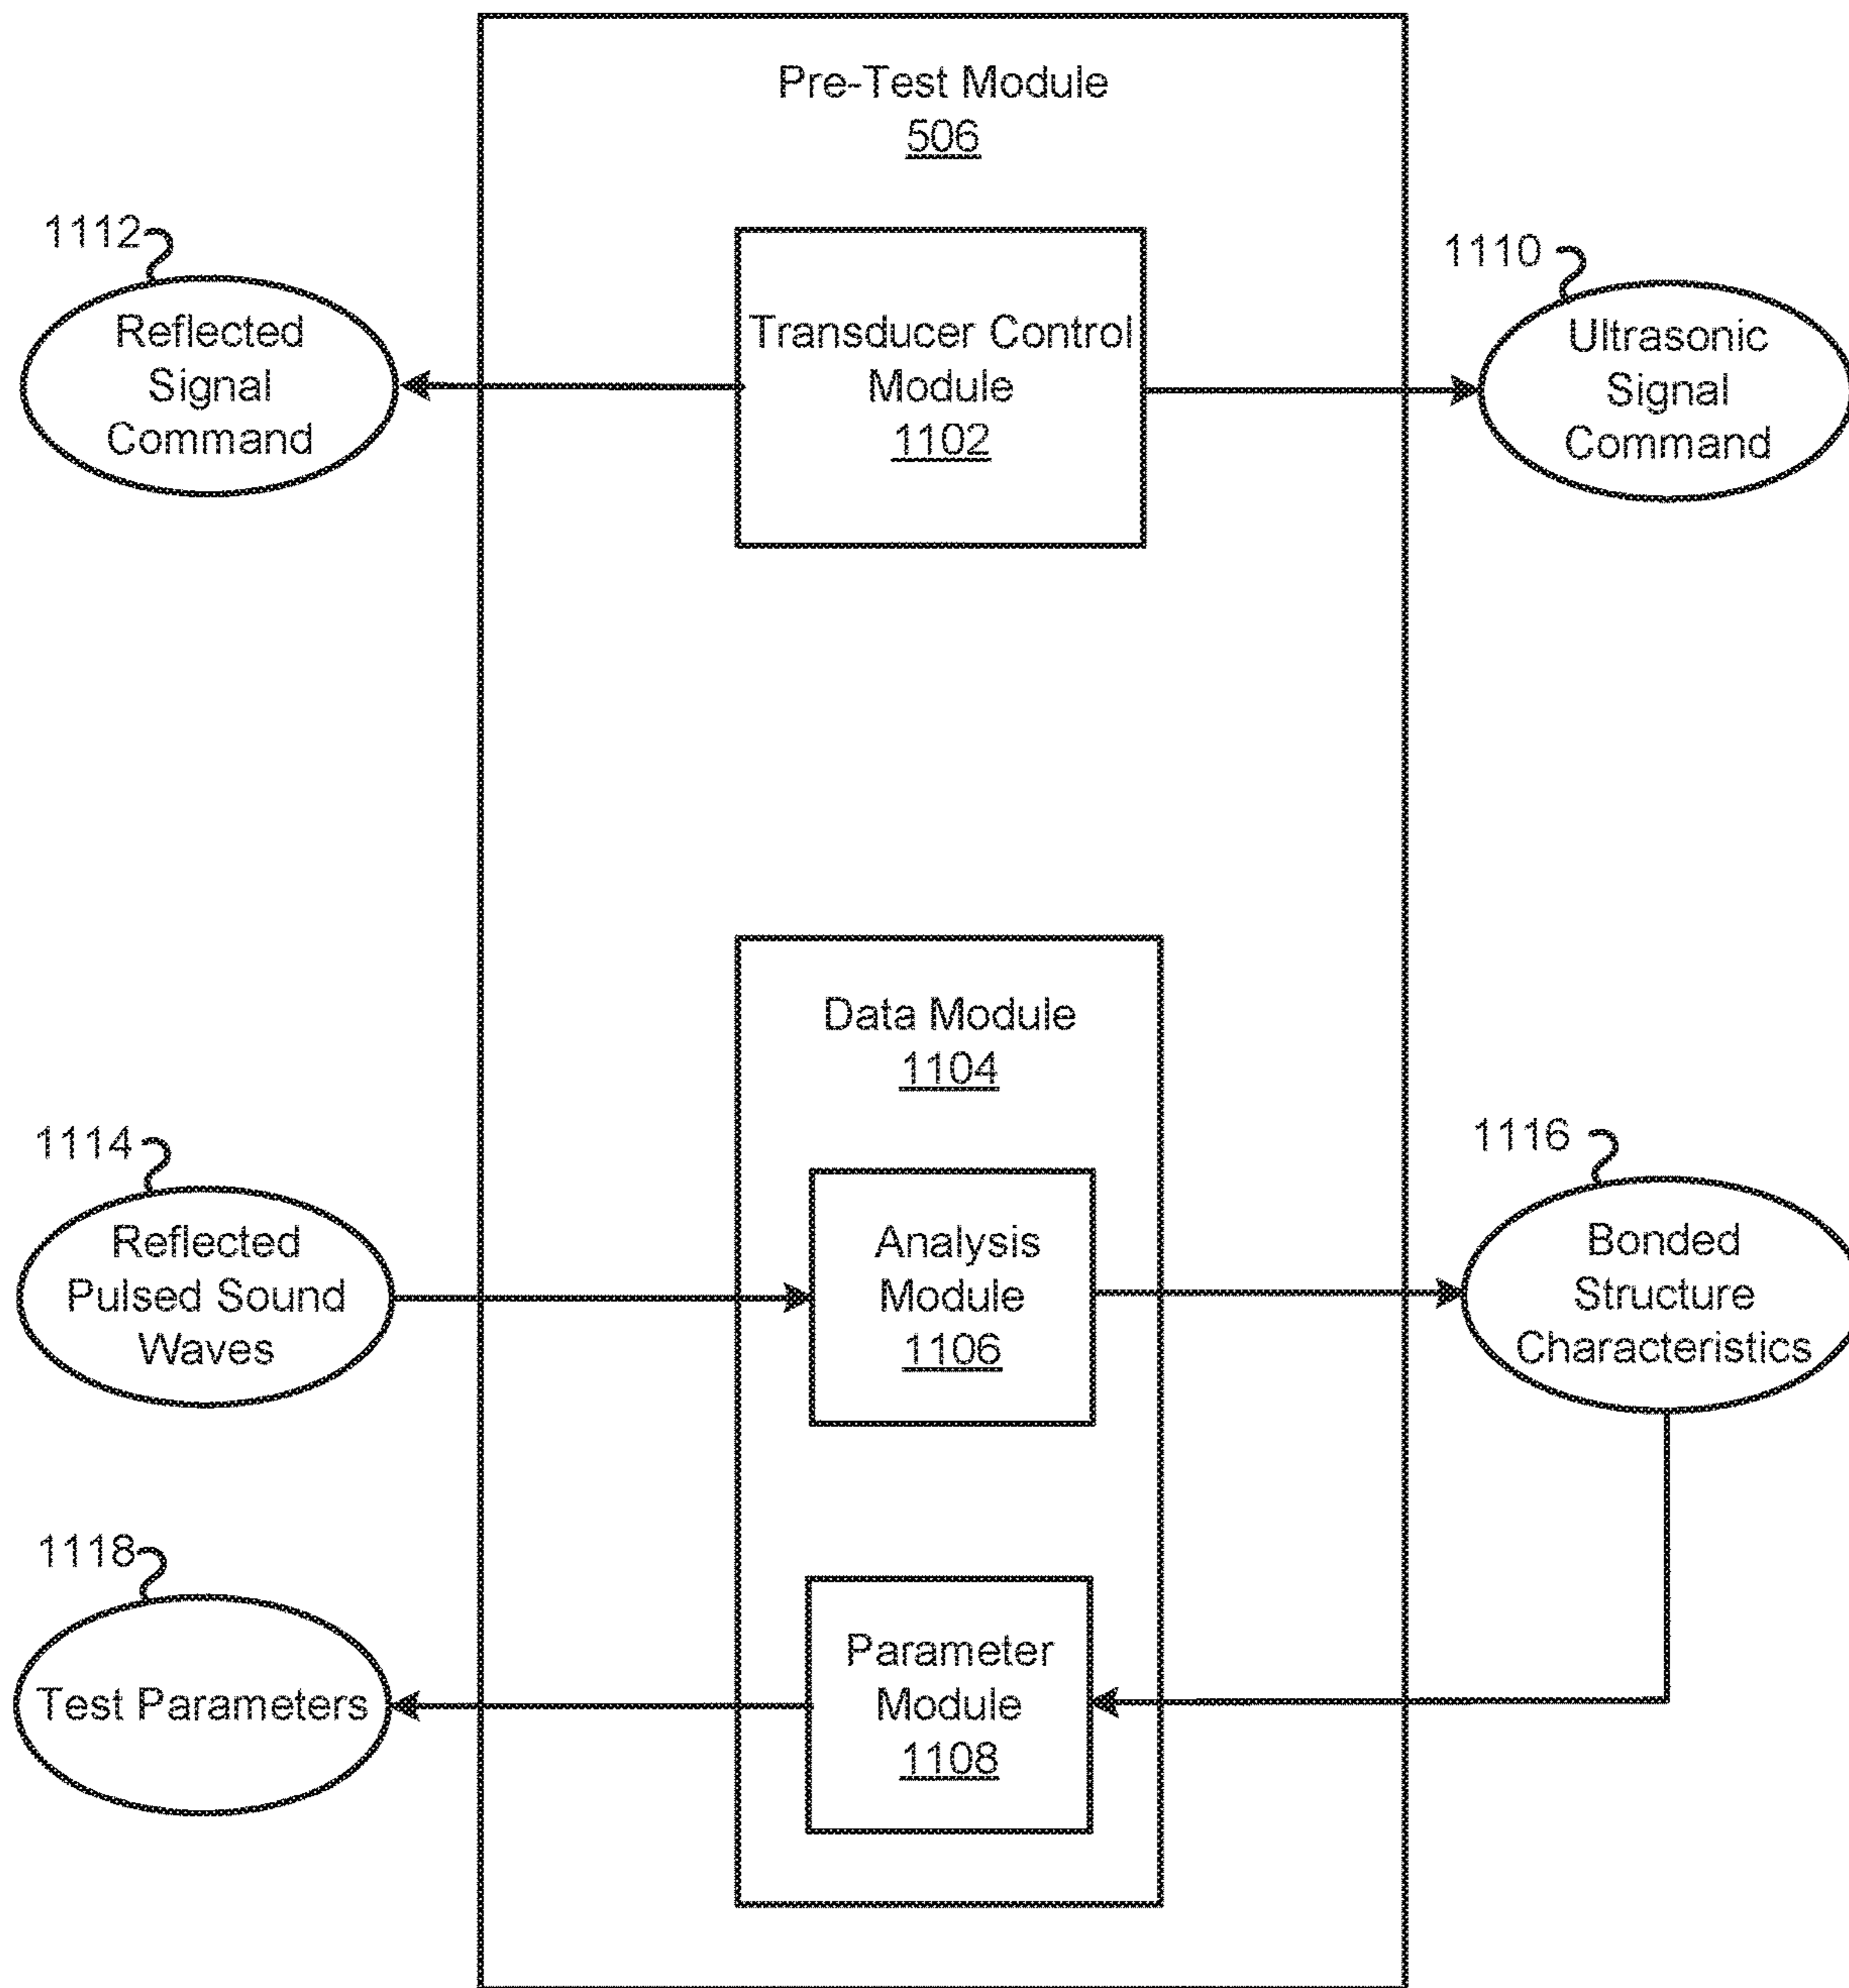 Pre-Test Module
506
1112
Reflected
Signal
Command
Transducer Control
Module
1102
1110
Ultrasonic
Signal
Command
Data Module
1104
1114
Reflected
Pulsed Sound
Waves
Analysis
Module
1106
1116
Bonded
Structure
Characteristics
1118
Test Parameters
Parameter
Module
1108